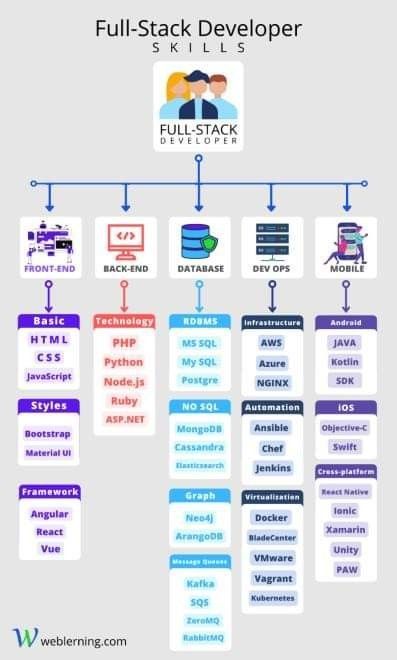 Full-Stack Developer
SKILLS
FULL-STACK
DEVELOPER
FRONT-END
BACK-END
DATABASE
DEV OPS
MOBILE
Basic
HTML
CSS
JavaScript
Styles
Bootstrap
Material UI
Framework
Angular
React
Vue
Technology
PHP
Python
Node.js
Ruby
ASP.NET
RDBMS
MS SQL
My SQL
Postgre
NO SQL
MongoDB
Cassandra
Elasticsearch
Graph
Neo4j
ArangoDB
Message Queues
Kafka
SQS
ZeroMQ
RabbitMQ
Infrastructure
AWS
Azure
NGINX
Automation
Ansible
Chef
Jenkins
Virtualization
Docker
BladeCenter
VMware
Vagrant
Kubernetes
Android
JAVA
Kotlin
SDK
iOS
Objective-C
Swift
Cross-platform
React Native
Ionic
Xamarin
Unity
PAW
weblerning.com